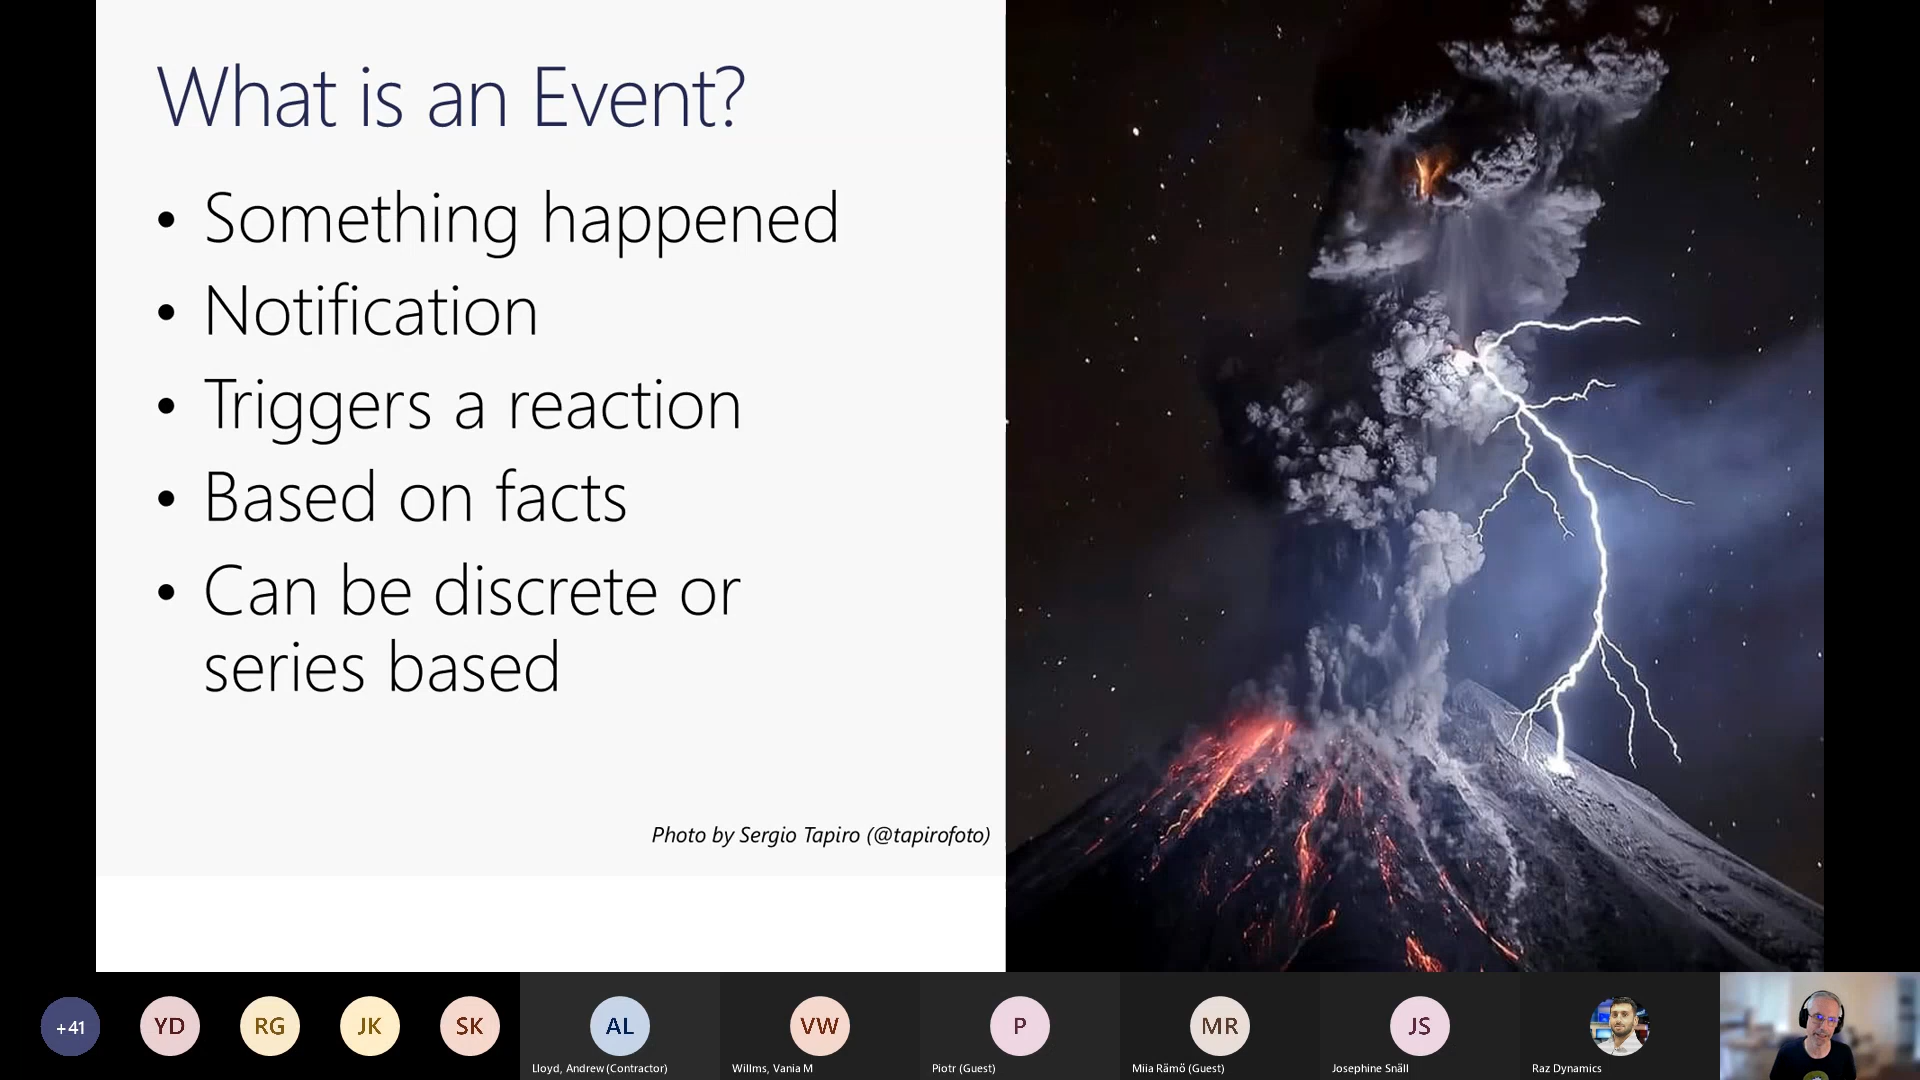 What is an Event?
• Something happened
• Notification
• Triggers a reaction
• Based on facts
• Can be discrete or
series based
Photo by Sergio Tapiro (@tapirofoto)
+41
YD
RG
JK
SK
AL
VW
P
MR
JS
Lloyd, Andrew (Contractor)
Willms, Vania M
Piotr (Guest)
Miia Rämö (Guest)
Josephine Snäll
Raz Dynamics